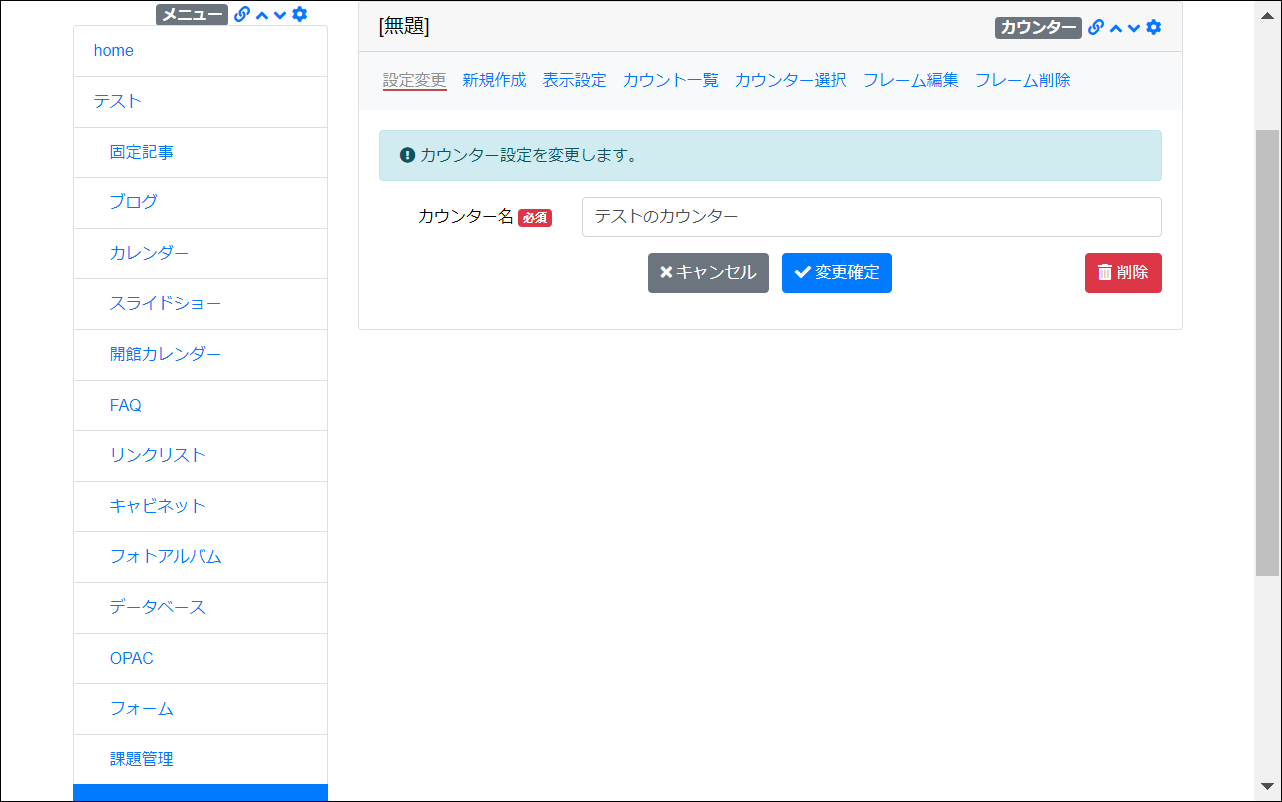 メニュー
home
テスト
固定記事
ブログ
カレンダー
スライドショー
開館カレンダー
FAQ
リンクリスト
キャビネット
フォトアルバム
データベース
OPAC
フォーム
課題管理
[無題]
カウンター
設定変更 新規作成 表示設定 カウント一覧 カウンター選択 フレーム編集 フレーム削除
カウンター設定を変更します。
カウンター名 必須 テストのカウンター
キャンセル 変更確定 削除